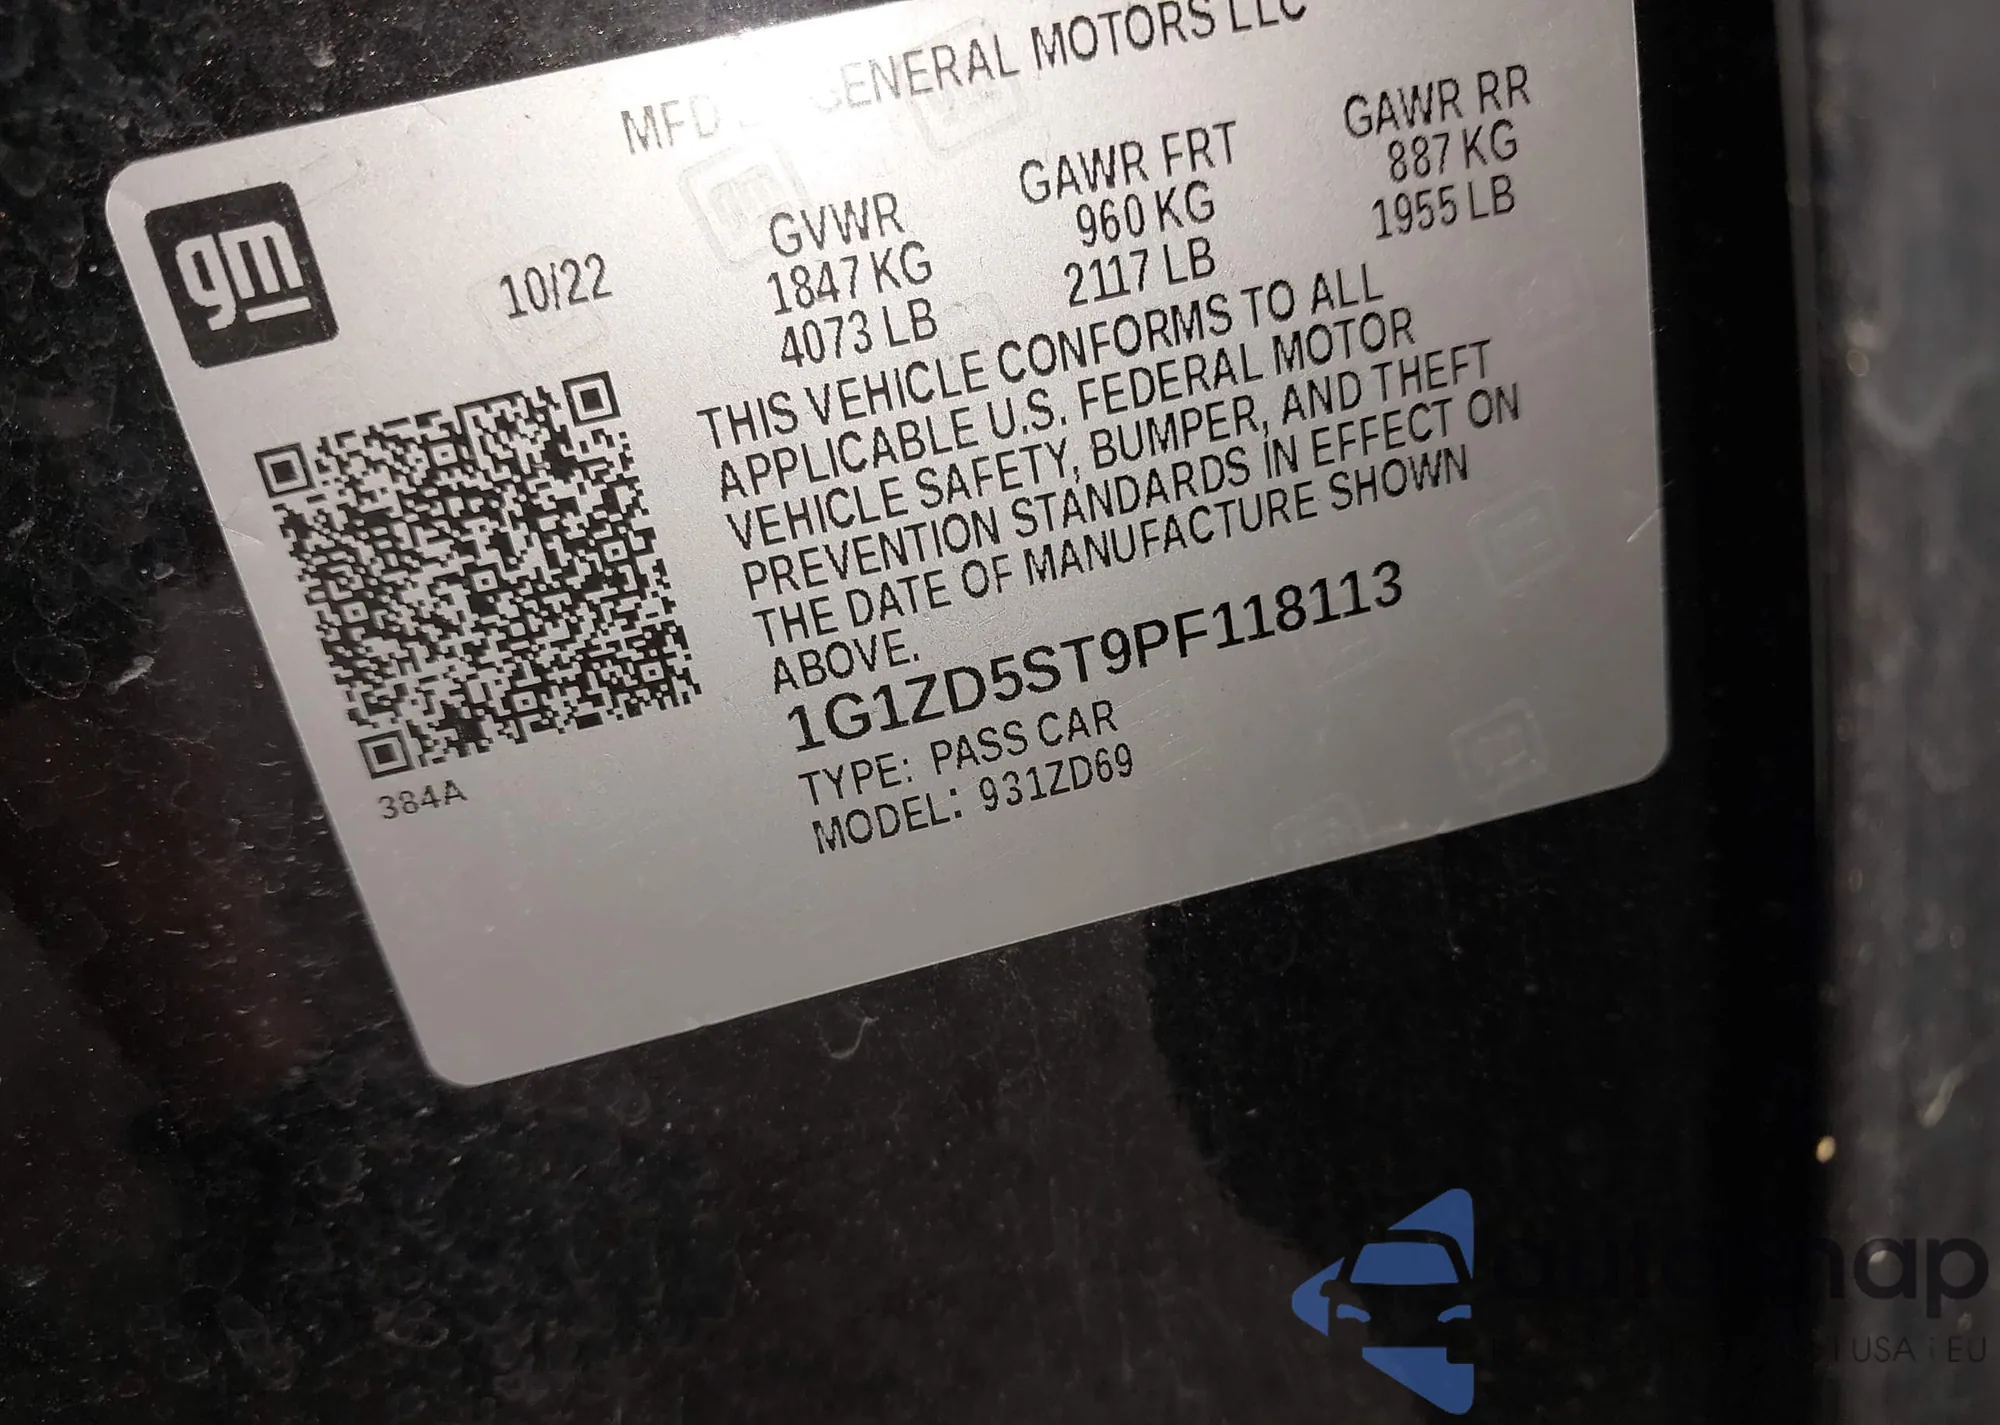 MFD GENERAL MOTORS LLC
gm
10/22
GVWR GAWR FRT GAWR RR
1847 KG 960 KG 887 KG
4073 LB 2117 LB 1955 LB
THIS VEHICLE CONFORMS TO ALL
APPLICABLE U.S. FEDERAL MOTOR
VEHICLE SAFETY, BUMPER, AND THEFT
PREVENTION STANDARDS IN EFFECT ON
THE DATE OF MANUFACTURE SHOWN
ABOVE.
1G1ZD5ST9PF118113
TYPE: PASS CAR
MODEL: 931ZD69
384A
USA i EU